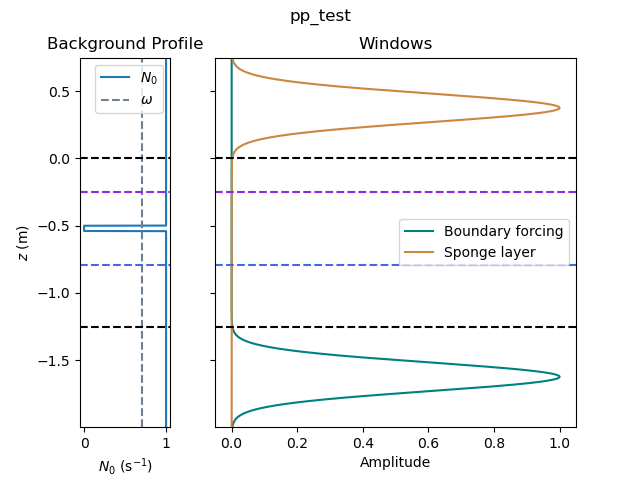 pp_test
Background Profile
Windows
N₀
ω
Boundary forcing
Sponge layer
z (m)
0.5
0.0
−0.5
−1.0
−1.5
0 1
0.0 0.2 0.4 0.6 0.8 1.0
N₀ (s⁻¹)
Amplitude